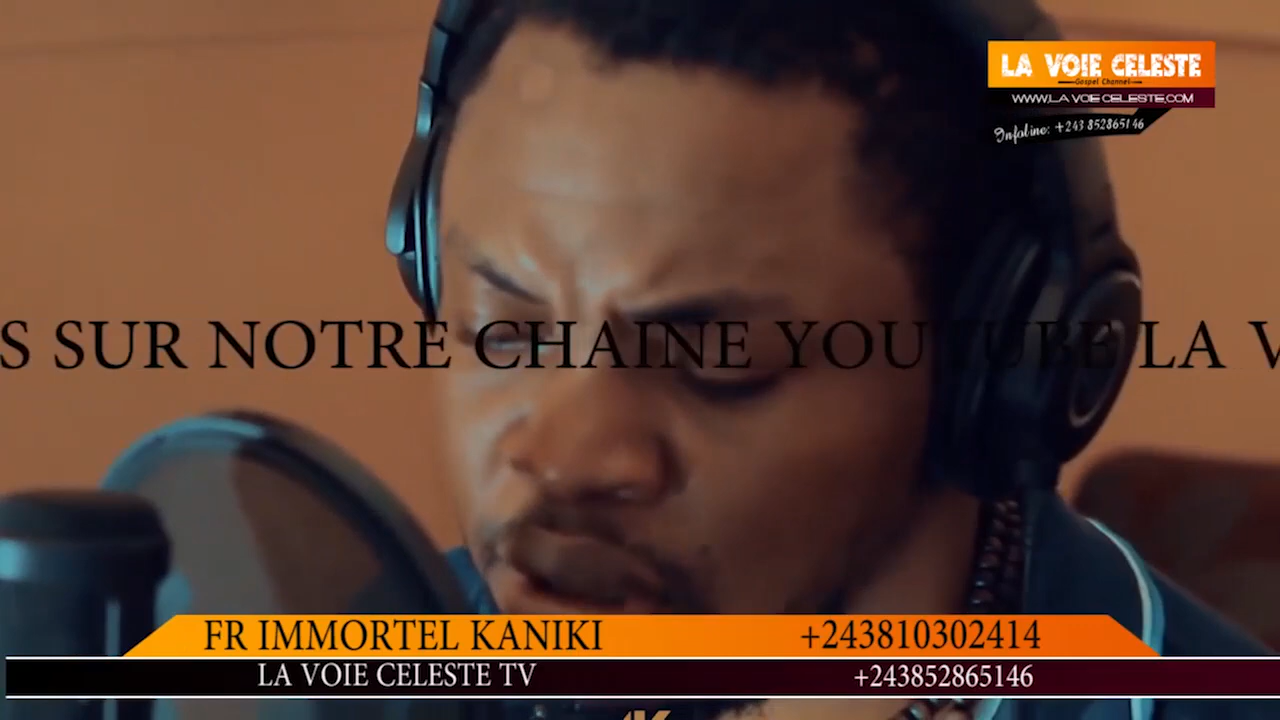 LA VOIE CELESTE
Gospel Channel
WWW.LAVOIECELESTE.COM
Infoline: +243 852865146
S SUR NOTRE CHAINE YOUTUBE LA V
FR IMMORTEL KANIKI +243810302414
LA VOIE CELESTE TV +243852865146